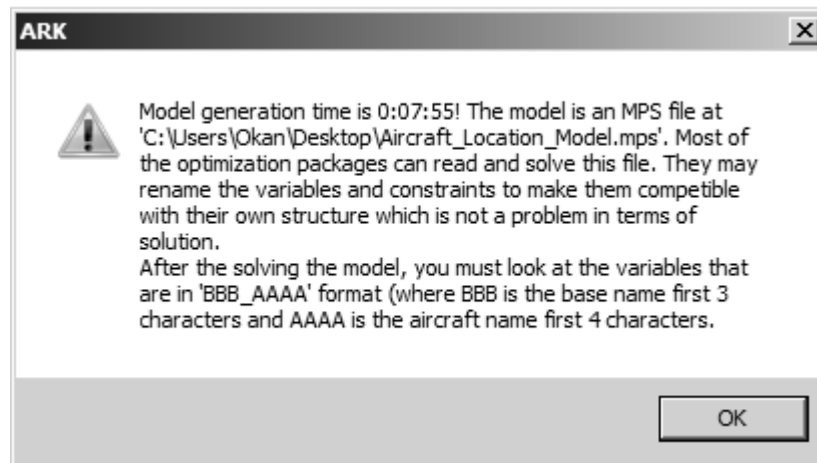 ARK
Model generation time is 0:07:55! The model is an MPS file at
'C:\Users\Okan\Desktop\Aircraft_Location_Model.mps'. Most of
the optimization packages can read and solve this file. They may
rename the variables and constraints to make them competible
with their own structure which is not a problem in terms of
solution.
After the solving the model, you must look at the variables that
are in 'BBB_AAAA' format (where BBB is the base name first 3
characters and AAAA is the aircraft name first 4 characters.
OK